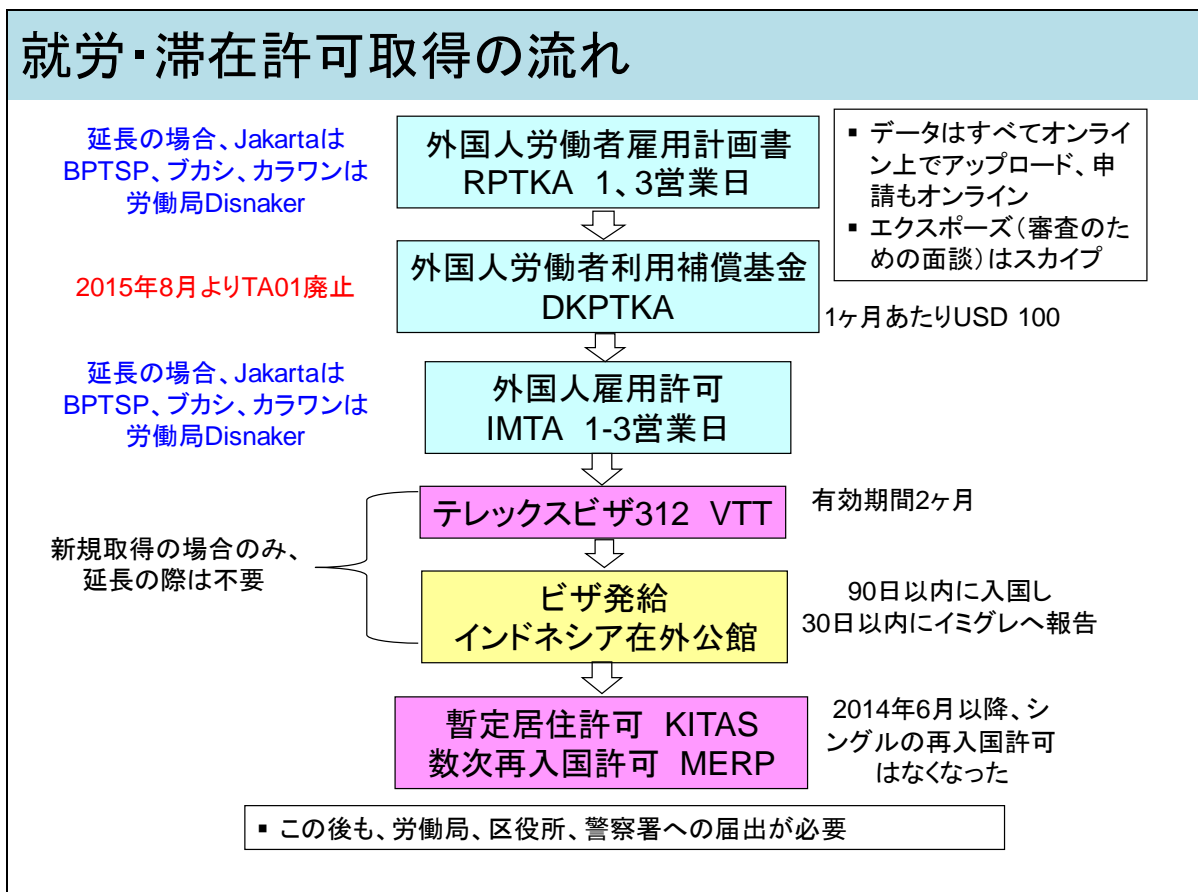 就労・滞在許可取得の流れ
延長の場合、Jakartaは
BPTSP、ブカシ、カラワンは
労働局Disnaker
外国人労働者雇用計画書
RPTKA 1、3営業日
▪ データはすべてオンライ
ン上でアップロード、申
請もオンライン
▪ エクスポーズ（審査のた
めの面談）はスカイプ
2015年8月よりTA01廃止
外国人労働者利用補償基金
DKPTKA
1ヶ月あたりUSD 100
延長の場合、Jakartaは
BPTSP、ブカシ、カラワンは
労働局Disnaker
外国人雇用許可
IMTA 1-3営業日
テレックスビザ312 VTT
有効期間2ヶ月
新規取得の場合のみ、
延長の際は不要
ビザ発給
インドネシア在外公館
90日以内に入国し
30日以内にイミグレへ報告
暫定居住許可 KITAS
数次再入国許可 MERP
2014年6月以降、シ
ングルの再入国許可
はなくなった
▪ この後も、労働局、区役所、警察署への届出が必要